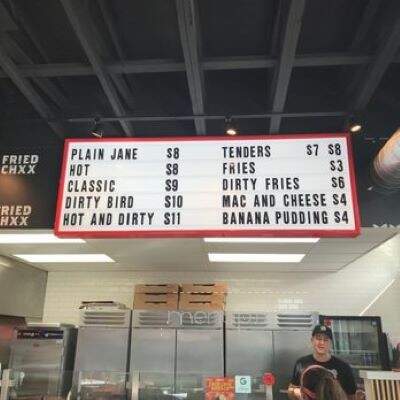 FRIED
CHXX
FRIED
HXX
PLAIN JANE $8
HOT $8
CLASSIC $9
DIRTY BIRD $10
HOT AND DIRTY $11
TENDERS $7 $8
FRIES $3
DIRTY FRIES $6
MAC AND CHEESE $4
BANANA PUDDING $4